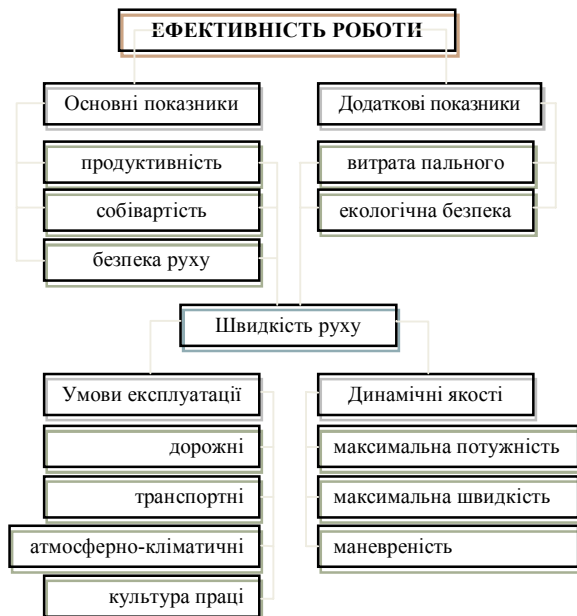 ЕФЕКТИВНІСТЬ РОБОТИ
Основні показники
Додаткові показники
продуктивність
витрата пального
собівартість
екологічна безпека
безпека руху
Швидкість руху
Умови експлуатації
Динамічні якості
дорожні
максимальна потужність
транспортні
максимальна швидкість
атмосферно-кліматичні
маневреність
культура праці